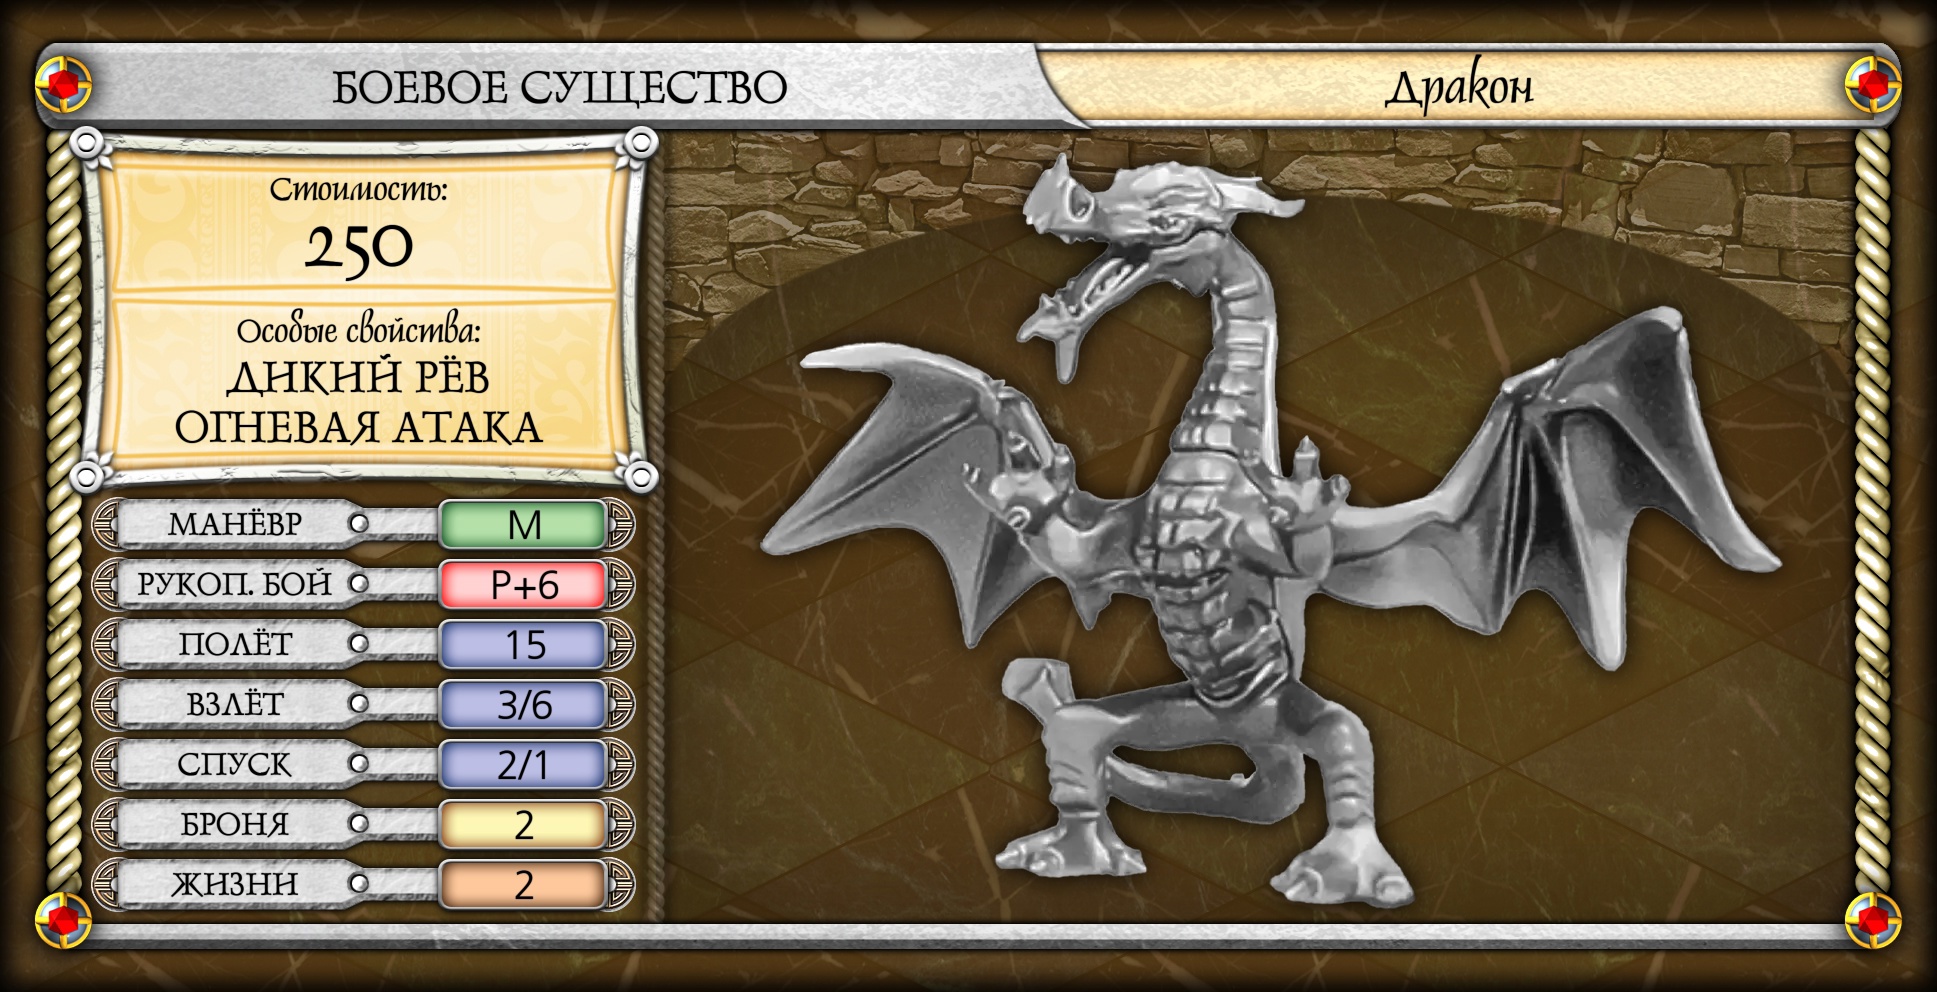 БОЕВОЕ СУЩЕСТВО
Дракон
Стоимость:
250
Особые свойства:
ДИКИЙ РЁВ
ОГНЕВАЯ АТАКА
МАНЁВР М
РУКОП. БОЙ Р+6
ПОЛЁТ 15
ВЗЛЁТ 3/6
СПУСК 2/1
БРОНЯ 2
ЖИЗНИ 2